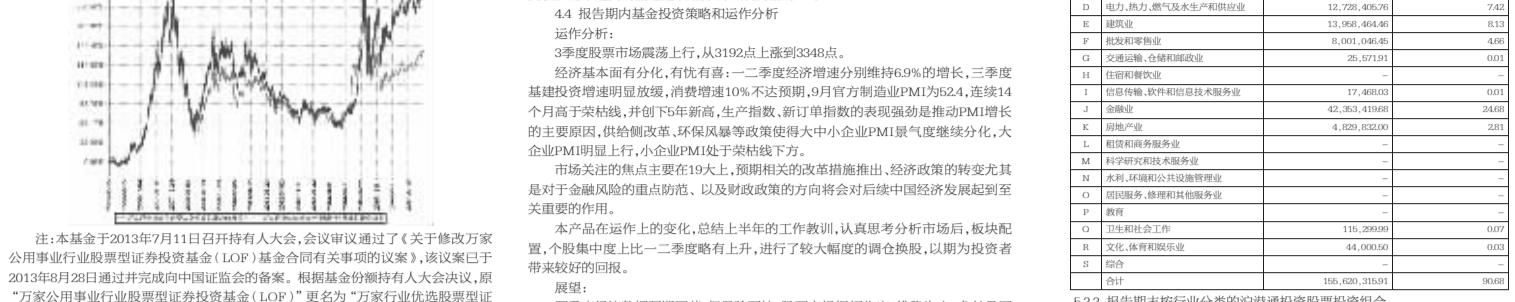 注:本基金于2013年7月11日召开持有人大会,会议审议通过了《关于修改万家
公用事业行业股票型证券投资基金(LOF)基金合同有关事项的议案》,该议案已于
2013年8月28日通过并完成向中国证监会的备案。根据基金份额持有人大会决议,原
“万家公用事业行业股票型证券投资基金(LOF)”更名为“万家行业优选股票型证
4.4 报告期内基金投资策略和运作分析
运作分析:
3季度股票市场震荡上行,从3192点上涨到3348点。
经济基本面有分化,有忧有喜:一二季度经济增速分别维持6.9%的增长,三季度
基建投资增速明显放缓,消费增速10%不达预期,9月官方制造业PMI为52.4,连续14
个月高于荣枯线,并创下5年新高,生产指数、新订单指数的表现强劲是推动PMI增长
的主要原因,供给侧改革、环保风暴等政策使得大中小企业PMI景气度继续分化,大
企业PMI明显上行,小企业PMI处于荣枯线下方。
市场关注的焦点主要在19大上,预期相关的改革措施推出、经济政策的转变尤其
是对于金融风险的重点防范、以及财政政策的方向将会对后续中国经济发展起到至
关重要的作用。
本产品在运作上的变化,总结上半年的工作教训,认真思考分析市场后,板块配
置,个股集中度上比一二季度略有上升,进行了较大幅度的调仓换股,以期为投资者
带来较好的回报。
展望:
D 电力、热力、燃气及水生产和供应业 12,728,405.76 7.42
E 建筑业 13,958,464.46 8.13
F 批发和零售业 8,001,046.45 4.66
G 交通运输、仓储和邮政业 25,571.91 0.01
H 住宿和餐饮业 – –
I 信息传输、软件和信息技术服务业 17,468.03 0.01
J 金融业 42,353,419.68 24.68
K 房地产业 4,829,832.00 2.81
L 租赁和商务服务业 – –
M 科学研究和技术服务业 – –
N 水利、环境和公共设施管理业 – –
O 居民服务、修理和其他服务业 – –
P 教育 – –
Q 卫生和社会工作 115,299.99 0.07
R 文化、体育和娱乐业 44,000.50 0.03
S 综合 – –
合计 155,620,315.91 90.68
5.2.2 报告期末按行业分类的沪港通投资股票投资组合